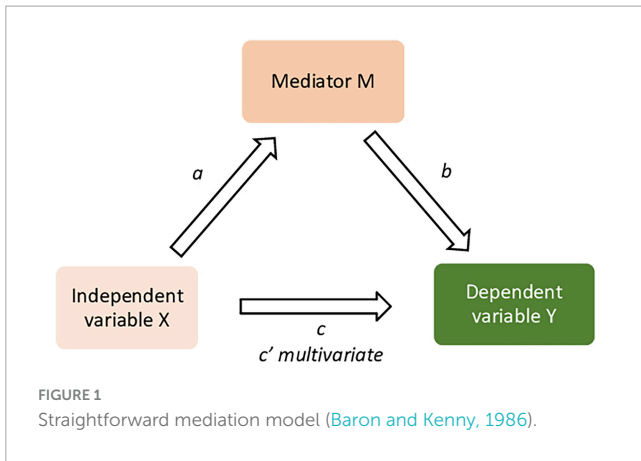 Mediator M
a
b
Independent
variable X
c
c’ multivariate
Dependent
variable Y
FIGURE 1
Straightforward mediation model (Baron and Kenny, 1986).